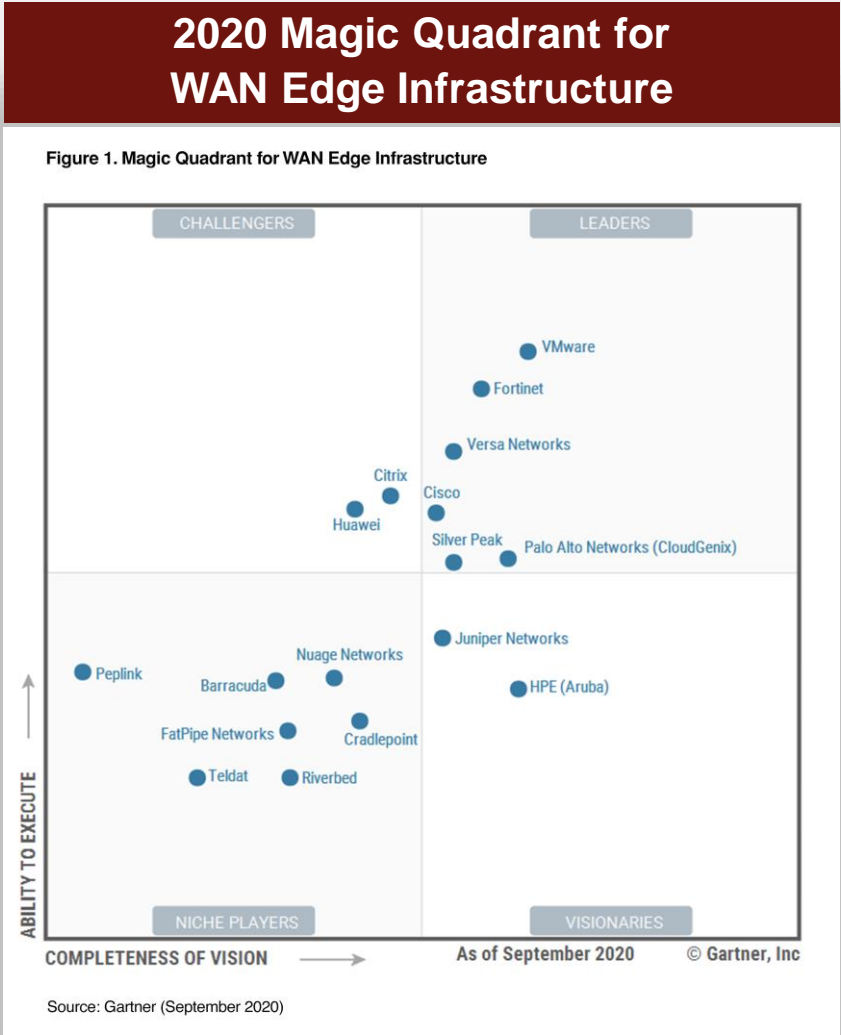 2020 Magic Quadrant for
WAN Edge Infrastructure
Figure 1. Magic Quadrant for WAN Edge Infrastructure
CHALLENGERS
LEADERS
VMware
Fortinet
Versa Networks
Citrix
Cisco
Huawei
Silver Peak
Palo Alto Networks (CloudGenix)
Juniper Networks
Nuage Networks
Peplink
Barracuda
HPE (Aruba)
FatPipe Networks
Cradlepoint
Teldat
Riverbed
ABILITY TO EXECUTE
NICHE PLAYERS
VISIONARIES
COMPLETENESS OF VISION
As of September 2020
© Gartner, Inc
Source: Gartner (September 2020)